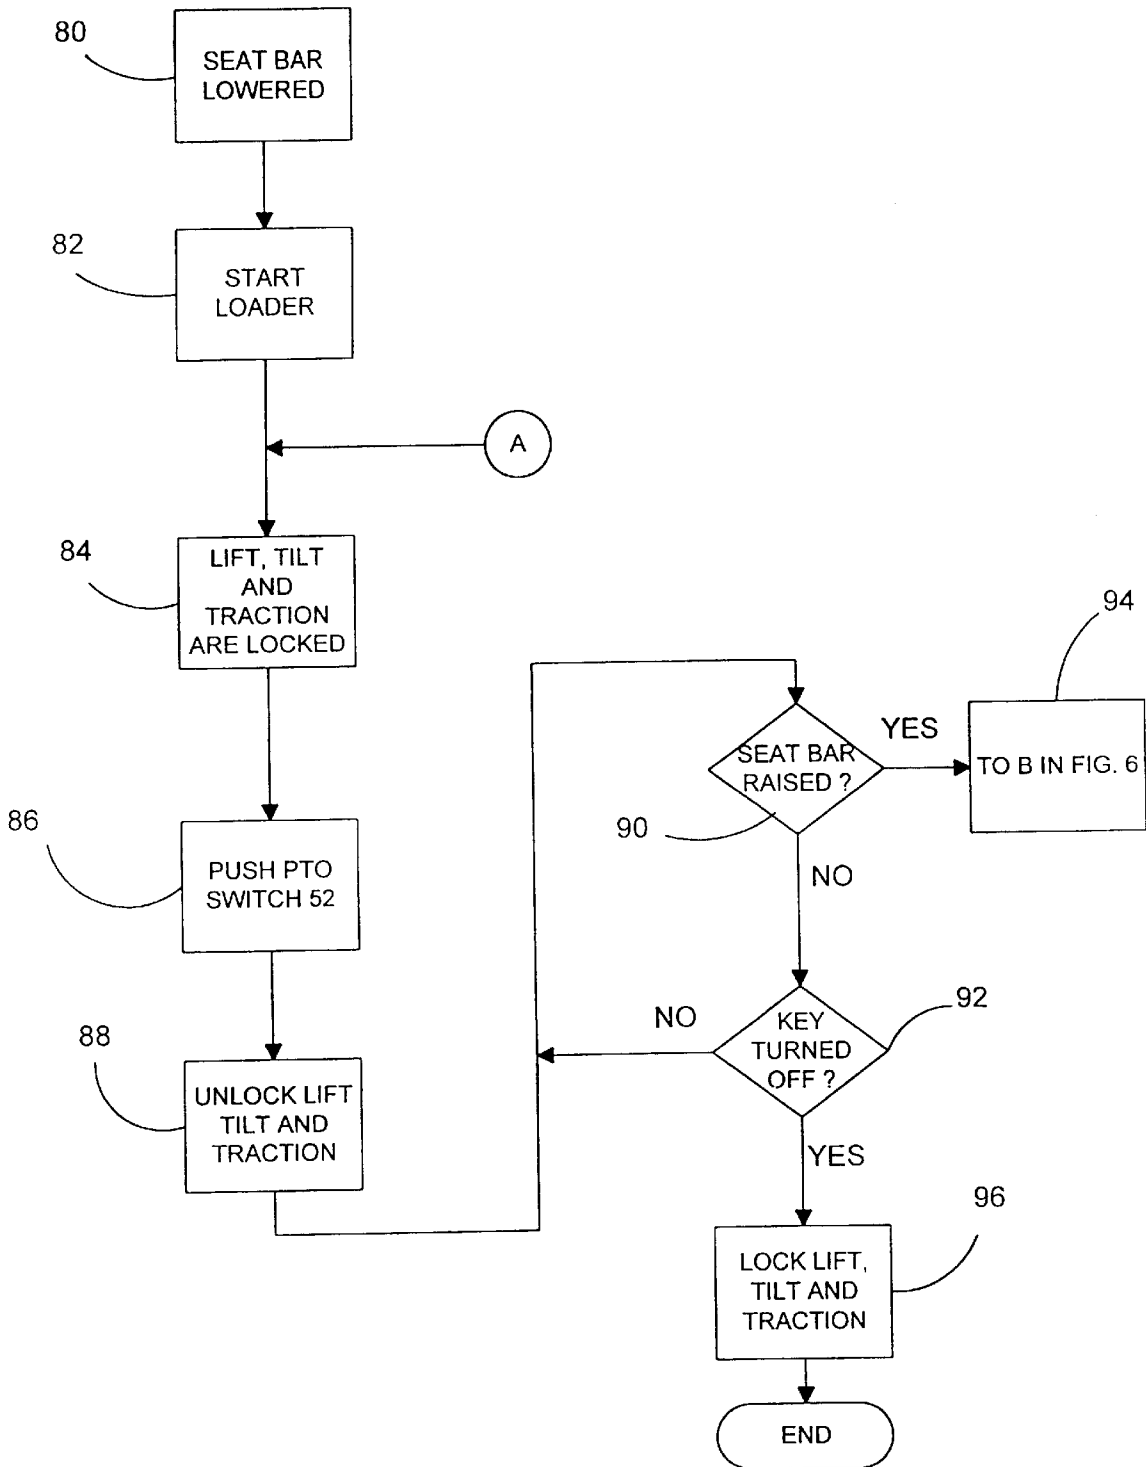 80
SEAT BAR
LOWERED
82
START
LOADER
A
84
LIFT, TILT
AND
TRACTION
ARE LOCKED
86
PUSH PTO
SWITCH 52
88
UNLOCK LIFT
TILT AND
TRACTION
SEAT BAR
RAISED ?
90
YES
94
TO B IN FIG. 6
NO
KEY
TURNED
OFF ?
92
NO
YES
96
LOCK LIFT,
TILT AND
TRACTION
END